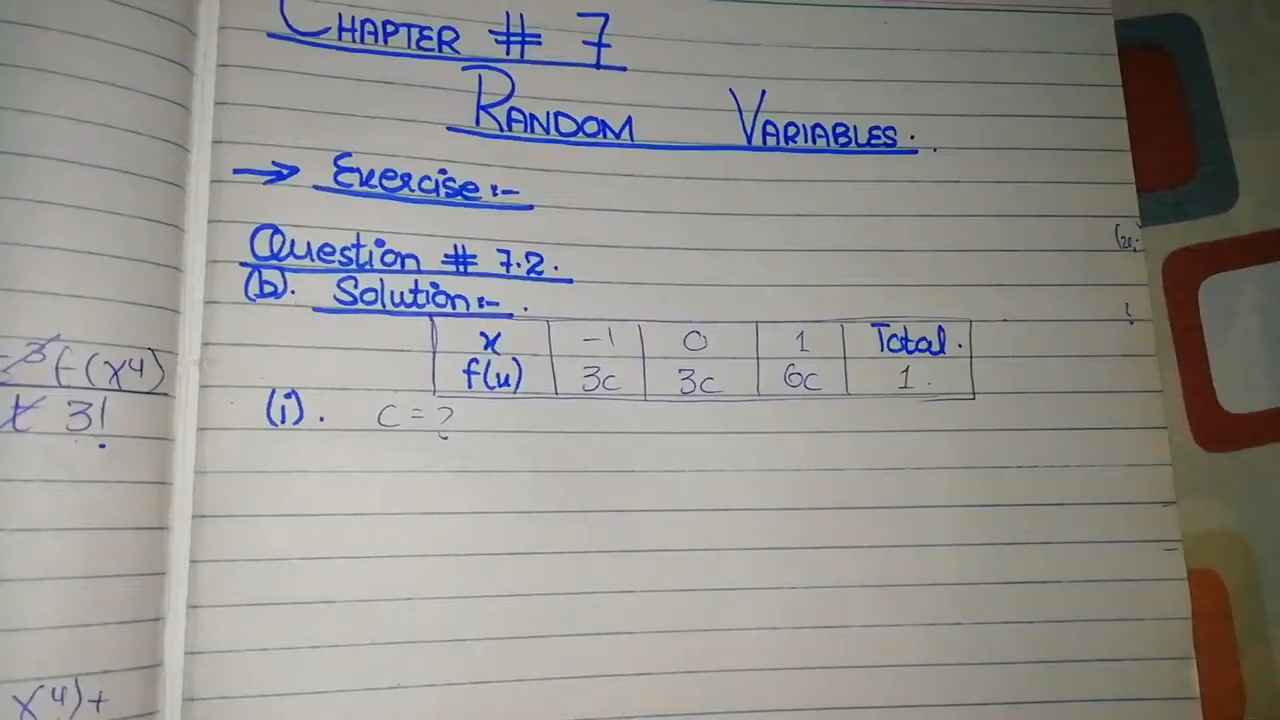 CHAPTER # 7
RANDOM VARIABLES.
→ Exercise:-
Question # 7.2.
(b). Solution:- .
x -1 0 1 Total.
f(x) 3c 3c 6c 1.
(i). C = ?
f(x4)
3!
x4)+